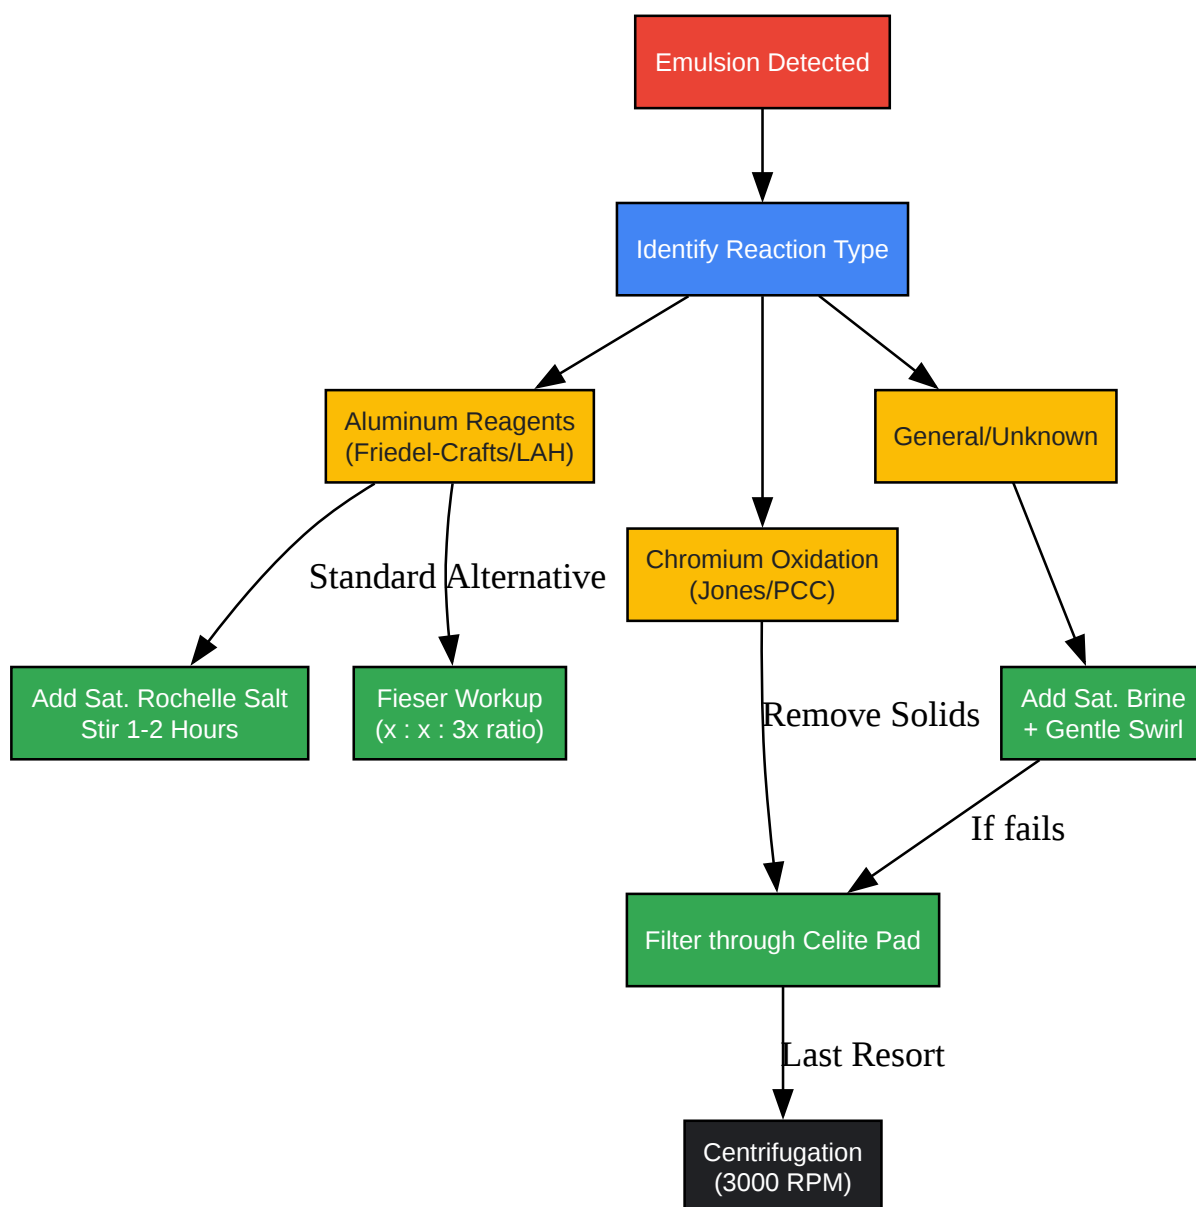 Emulsion Detected
Identify Reaction Type
Aluminum Reagents
(Friedel-Crafts/LAH)
General/Unknown
Chromium Oxidation
(Jones/PCC)
Standard
Alternative
Add Sat. Rochelle Salt
Stir 1-2 Hours
Fieser Workup
(x : x : 3x ratio)
Remove Solids
Add Sat. Brine
+ Gentle Swirl
If fails
Filter through Celite Pad
Last Resort
Centrifugation
(3000 RPM)